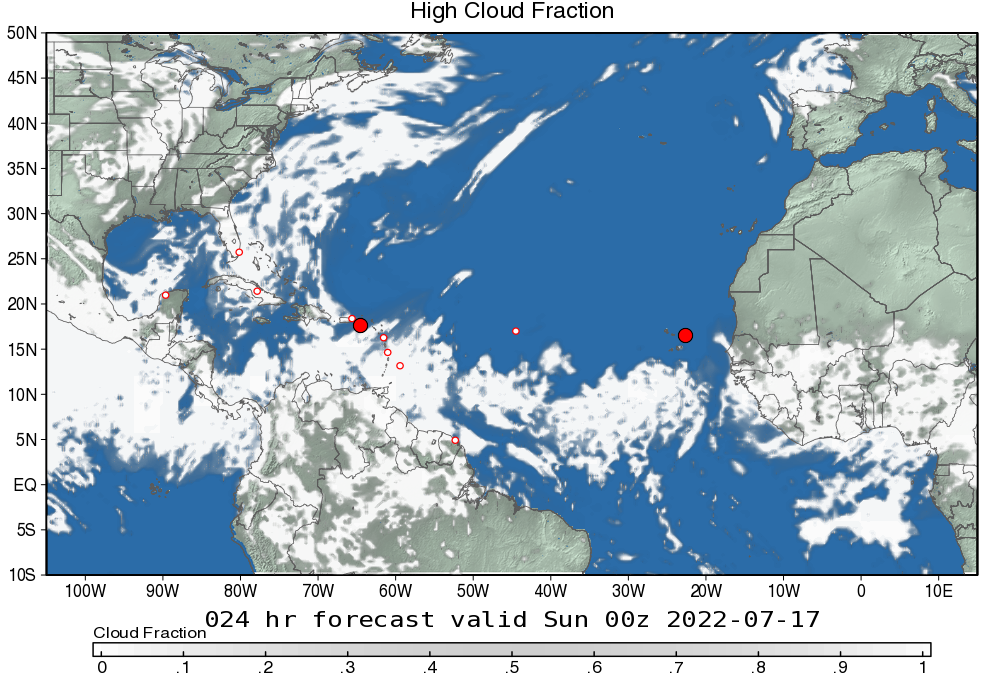 High Cloud Fraction
50N
45N
40N
35N
30N
25N
20N
15N
10N
5N
EQ
5S
10S
100W 90W 80W 70W 60W 50W 40W 30W 20W 10W 0 10E
024 hr forecast valid Sun 00z 2022-07-17
Cloud Fraction
0 .1 .2 .3 .4 .5 .6 .7 .8 .9 1